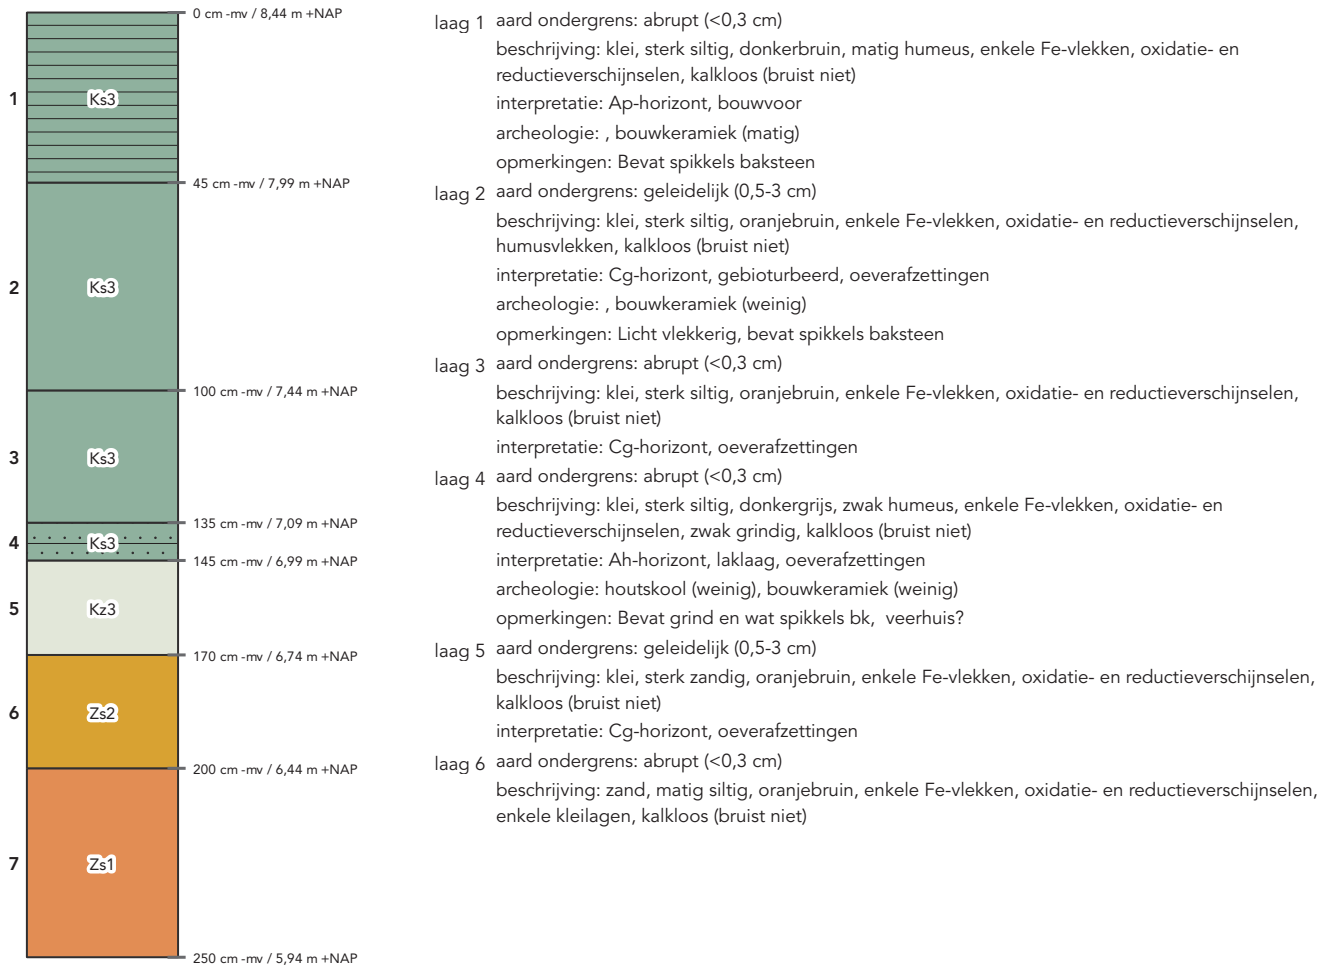 0 cm -mv / 8,44 m +NAP
1
Ks3
45 cm -mv / 7,99 m +NAP
2
Ks3
100 cm -mv / 7,44 m +NAP
3
Ks3
135 cm -mv / 7,09 m +NAP
4
Ks3
145 cm -mv / 6,99 m +NAP
5
Kz3
170 cm -mv / 6,74 m +NAP
6
Zs2
200 cm -mv / 6,44 m +NAP
7
Zs1
250 cm -mv / 5,94 m +NAP
laag 1 aard ondergrens: abrupt (<0,3 cm)
beschrijving: klei, sterk siltig, donkerbruin, matig humeus, enkele Fe-vlekken, oxidatie- en
reductieverschijnselen, kalkloos (bruist niet)
interpretatie: Ap-horizont, bouwvoor
archeologie: , bouwkeramiek (matig)
opmerkingen: Bevat spikkels baksteen
laag 2 aard ondergrens: geleidelijk (0,5-3 cm)
beschrijving: klei, sterk siltig, oranjebruin, enkele Fe-vlekken, oxidatie- en reductieverschijnselen,
humusvlekken, kalkloos (bruist niet)
interpretatie: Cg-horizont, gebioturbeerd, oeverafzettingen
archeologie: , bouwkeramiek (weinig)
opmerkingen: Licht vlekkerig, bevat spikkels baksteen
laag 3 aard ondergrens: abrupt (<0,3 cm)
beschrijving: klei, sterk siltig, oranjebruin, enkele Fe-vlekken, oxidatie- en reductieverschijnselen,
kalkloos (bruist niet)
interpretatie: Cg-horizont, oeverafzettingen
laag 4 aard ondergrens: abrupt (<0,3 cm)
beschrijving: klei, sterk siltig, donkergrijs, zwak humeus, enkele Fe-vlekken, oxidatie- en
reductieverschijnselen, zwak grindig, kalkloos (bruist niet)
interpretatie: Ah-horizont, laklaag, oeverafzettingen
archeologie: houtskool (weinig), bouwkeramiek (weinig)
opmerkingen: Bevat grind en wat spikkels bk, veerhuis?
laag 5 aard ondergrens: geleidelijk (0,5-3 cm)
beschrijving: klei, sterk zandig, oranjebruin, enkele Fe-vlekken, oxidatie- en reductieverschijnselen,
kalkloos (bruist niet)
interpretatie: Cg-horizont, oeverafzettingen
laag 6 aard ondergrens: abrupt (<0,3 cm)
beschrijving: zand, matig siltig, oranjebruin, enkele Fe-vlekken, oxidatie- en reductieverschijnselen,
enkele kleilagen, kalkloos (bruist niet)